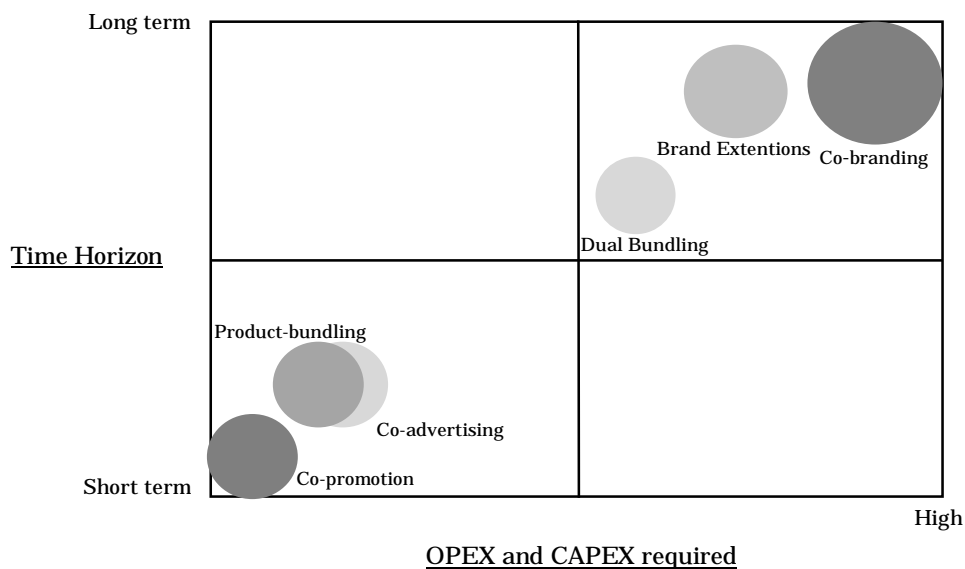 Long term
Brand Extentions
Co-branding
Dual Bundling
Time Horizon
Product-bundling
Co-advertising
Co-promotion
Short term
High
OPEX and CAPEX required